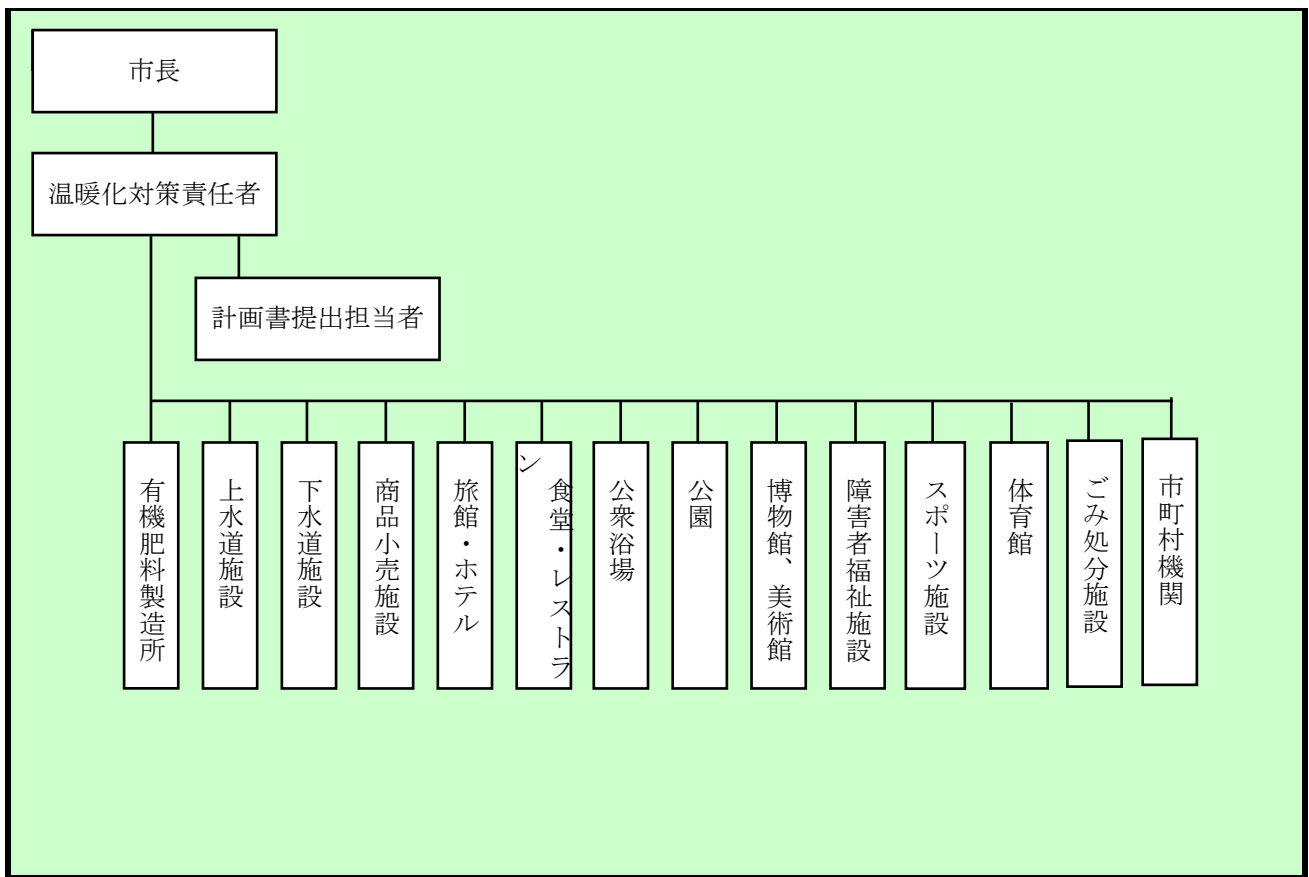 市長
温暖化対策責任者
計画書提出担当者
有機肥料製造所
上水道施設
下水道施設
商品小売施設
旅館・ホテル
食堂・レストラ
ン
公衆浴場
公園
博物館、美術館
障害者福祉施設
スポーツ施設
体育館
ごみ処分施設
市町村機関